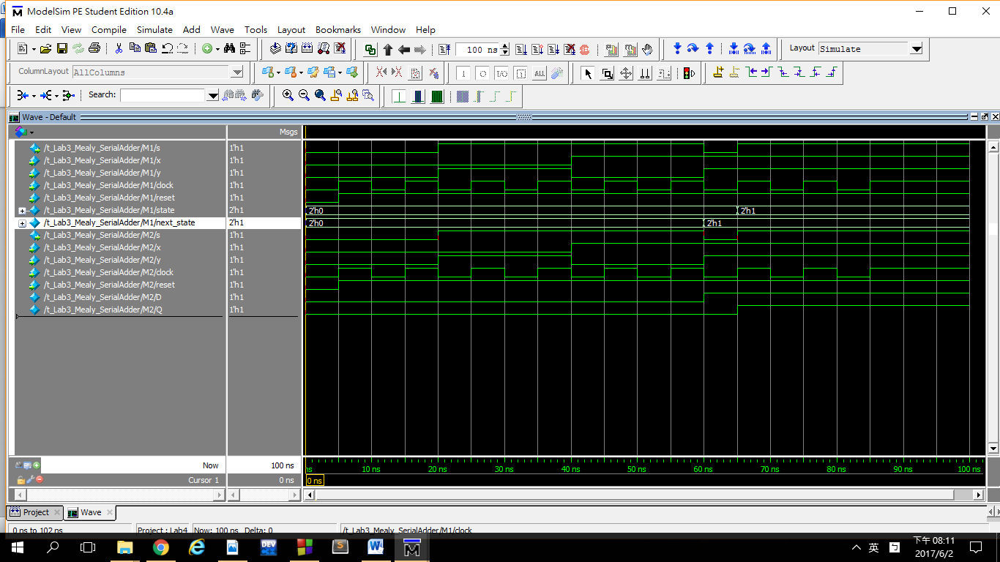 ModelSim PE Student Edition 10.4a
File Edit View Compile Simulate Add Wave Tools Layout Bookmarks Window Help
100 ns
Layout Simulate
ColumnLayout AllColumns
Search:
Wave - Default
Msgs
/t_Lab3_Mealy_SerialAdder/M1/s 1'h1
/t_Lab3_Mealy_SerialAdder/M1/x 1'h1
/t_Lab3_Mealy_SerialAdder/M1/y 1'h1
/t_Lab3_Mealy_SerialAdder/M1/clock 1'h1
/t_Lab3_Mealy_SerialAdder/M1/reset 1'h1
/t_Lab3_Mealy_SerialAdder/M1/state 2'h1 2'h0 2'h1
/t_Lab3_Mealy_SerialAdder/M1/next_state 2'h1 2'h0 2'h1
/t_Lab3_Mealy_SerialAdder/M2/s 1'h1
/t_Lab3_Mealy_SerialAdder/M2/x 1'h1
/t_Lab3_Mealy_SerialAdder/M2/y 1'h1
/t_Lab3_Mealy_SerialAdder/M2/clock 1'h1
/t_Lab3_Mealy_SerialAdder/M2/reset 1'h1
/t_Lab3_Mealy_SerialAdder/M2/D 1'h1
/t_Lab3_Mealy_SerialAdder/M2/Q 1'h1
Now 100 ns ns 10 ns 20 ns 30 ns 40 ns 50 ns 60 ns 70 ns 80 ns 90 ns 100 ns
Cursor 1 0 ns 0 ns
Project Wave
0 ns to 102 ns Project : Lab4 Now: 100 ns Delta: 0 /t_Lab3_Mealy_SerialAdder/M1/clock
英 下午 08:11
2017/6/2